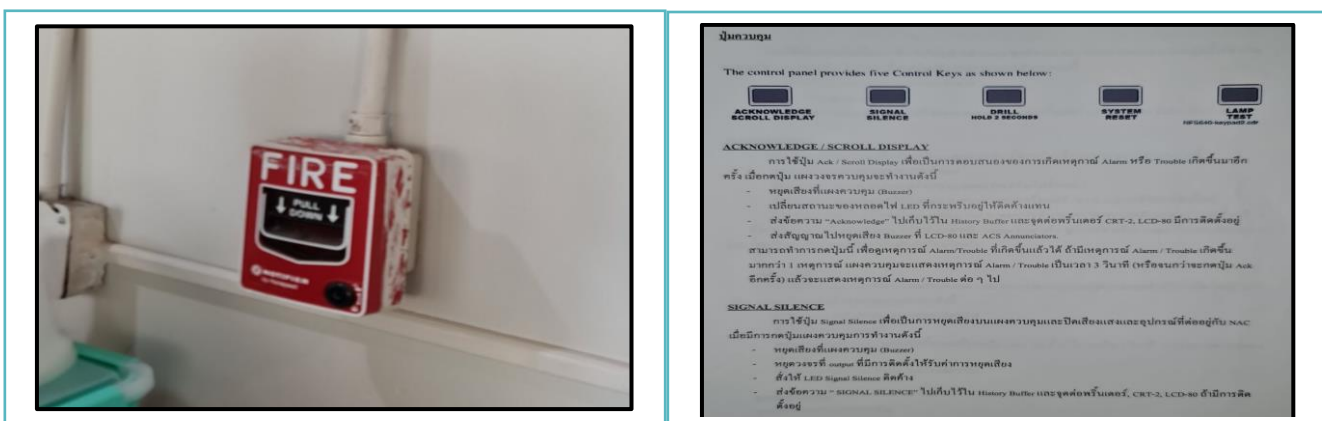 FIRE
PULL
DOWN
NOTIFIER
by Honeywell
ปุ่มควบคุม
The control panel provides five Control Keys as shown below:
ACKNOWLEDGE
SCROLL DISPLAY
SIGNAL
SILENCE
DRILL
HOLD 2 SECONDS
SYSTEM
RESET
LAMP
TEST
ACKNOWLEDGE / SCROLL DISPLAY
การใช้ปุ่ม Ack / Scroll Display เพื่อเป็นการตอบสนองของการเกิดเหตุการณ์ Alarm หรือ Trouble เกิดขึ้นมาอีก
ครั้ง เมื่อกดปุ่ม แผงวงจรควบคุมจะทำงานดังนี้
- หยุดเสียงที่แผงควบคุม (Buzzer)
- เปลี่ยนสถานะของหลอดไฟ LED ที่กระพริบอยู่ให้ติดค้างแทน
- ส่งข้อความ "Acknowledge" ไปเก็บไว้ใน History Buffer และจุดต่อพริ้นเตอร์ CRT-2, LCD-80 มีการติดตั้งอยู่
- ส่งสัญญาณไปหยุดเสียง Buzzer ที่ LCD-80 และ ACS Annunciators.
สามารถทำการกดปุ่มนี้ เพื่อดูเหตุการณ์ Alarm/Trouble ที่เกิดขึ้นแล้วได้ ถ้ามีเหตุการณ์ Alarm / Trouble เกิดขึ้น
มากกว่า 1 เหตุการณ์ แผงควบคุมจะแสดงเหตุการณ์ Alarm / Trouble เป็นเวลา 3 วินาที (หรือจนกว่าจะกดปุ่ม Ack
อีกครั้ง) แล้วจะแสดงเหตุการณ์ Alarm / Trouble ต่อ ๆ ไป
SIGNAL SILENCE
การใช้ปุ่ม Signal Silence เพื่อเป็นการหยุดเสียงบนแผงควบคุมและปิดเสียงแสงและอุปกรณ์ที่ต่ออยู่กับ NAC
เมื่อมีการกดปุ่มแผงควบคุมการทำงานดังนี้
- หยุดเสียงที่แผงควบคุม (Buzzer)
- หยุดวงจรที่ output ที่มีการติดตั้งให้รับค่าการหยุดเสียง
- สั่งให้ LED Signal Silence ติดค้าง
- ส่งข้อความ " SIGNAL SILENCE" ไปเก็บไว้ใน History Buffer และจุดต่อพริ้นเตอร์, CRT-2, LCD-80 ถ้ามีการติด
ตั้งอยู่